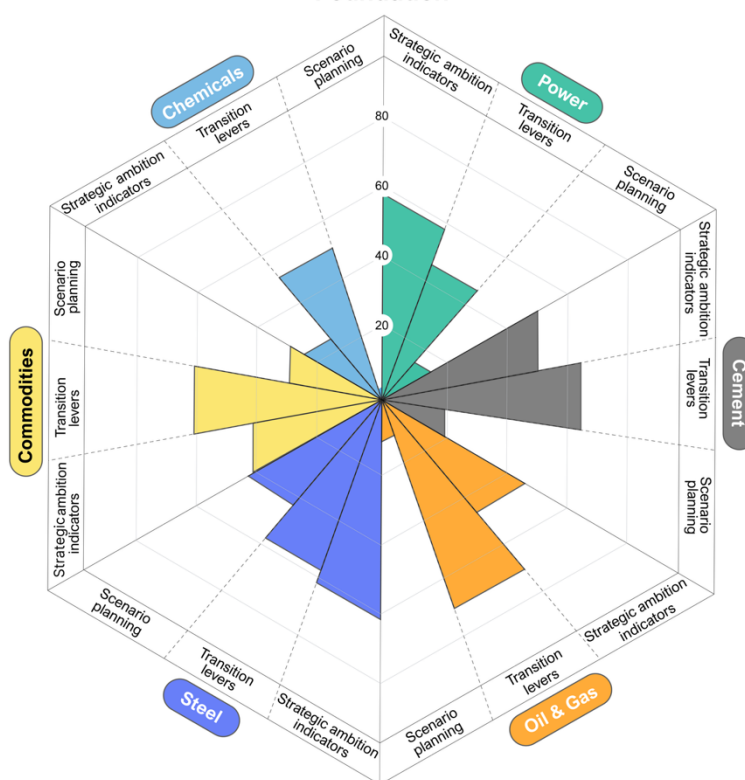 Chemicals
Scenario
planning
Transition
levers
Strategic ambition
indicators
Power
Strategic ambition
indicators
Transition
levers
Scenario
planning
Cement
Strategic ambition
indicators
Transition
levers
Scenario
planning
Oil & Gas
Strategic ambition
indicators
Transition
levers
Scenario
planning
Steel
Strategic ambition
indicators
Transition
levers
Scenario
planning
Commodities
Strategic ambition
indicators
Transition
levers
Scenario
planning
80
60
40
20